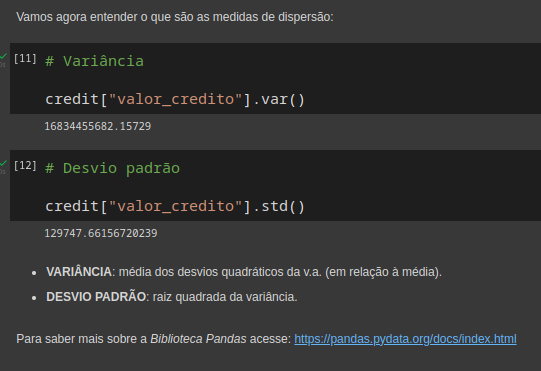 Vamos agora entender o que são as medidas de dispersão:
[11] # Variância
credit["valor_credito"].var()
16834455682.15729
[12] # Desvio padrão
credit["valor_credito"].std()
129747.66156720239
• VARIÂNCIA: média dos desvios quadráticos da v.a. (em relação à média).
• DESVIO PADRÃO: raiz quadrada da variância.
Para saber mais sobre a Biblioteca Pandas acesse: https://pandas.pydata.org/docs/index.html